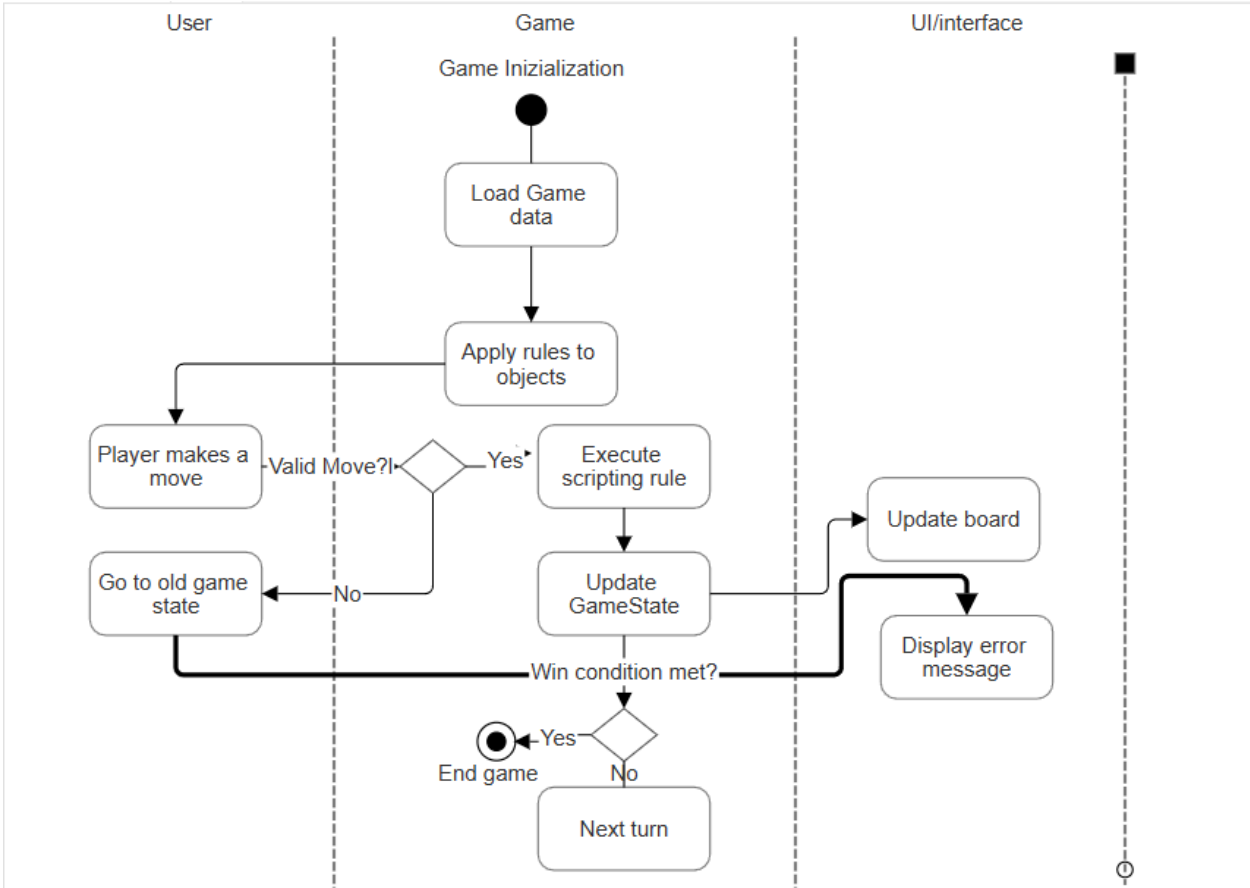 User
Game
UI/interface
Game Inizialization
Load Game
data
Apply rules to
objects
Player makes a
move
Valid Move?
Yes
Execute
scripting rule
Update board
Go to old game
state
No
Update
GameState
Display error
message
Win condition met?
Yes
End game
No
Next turn